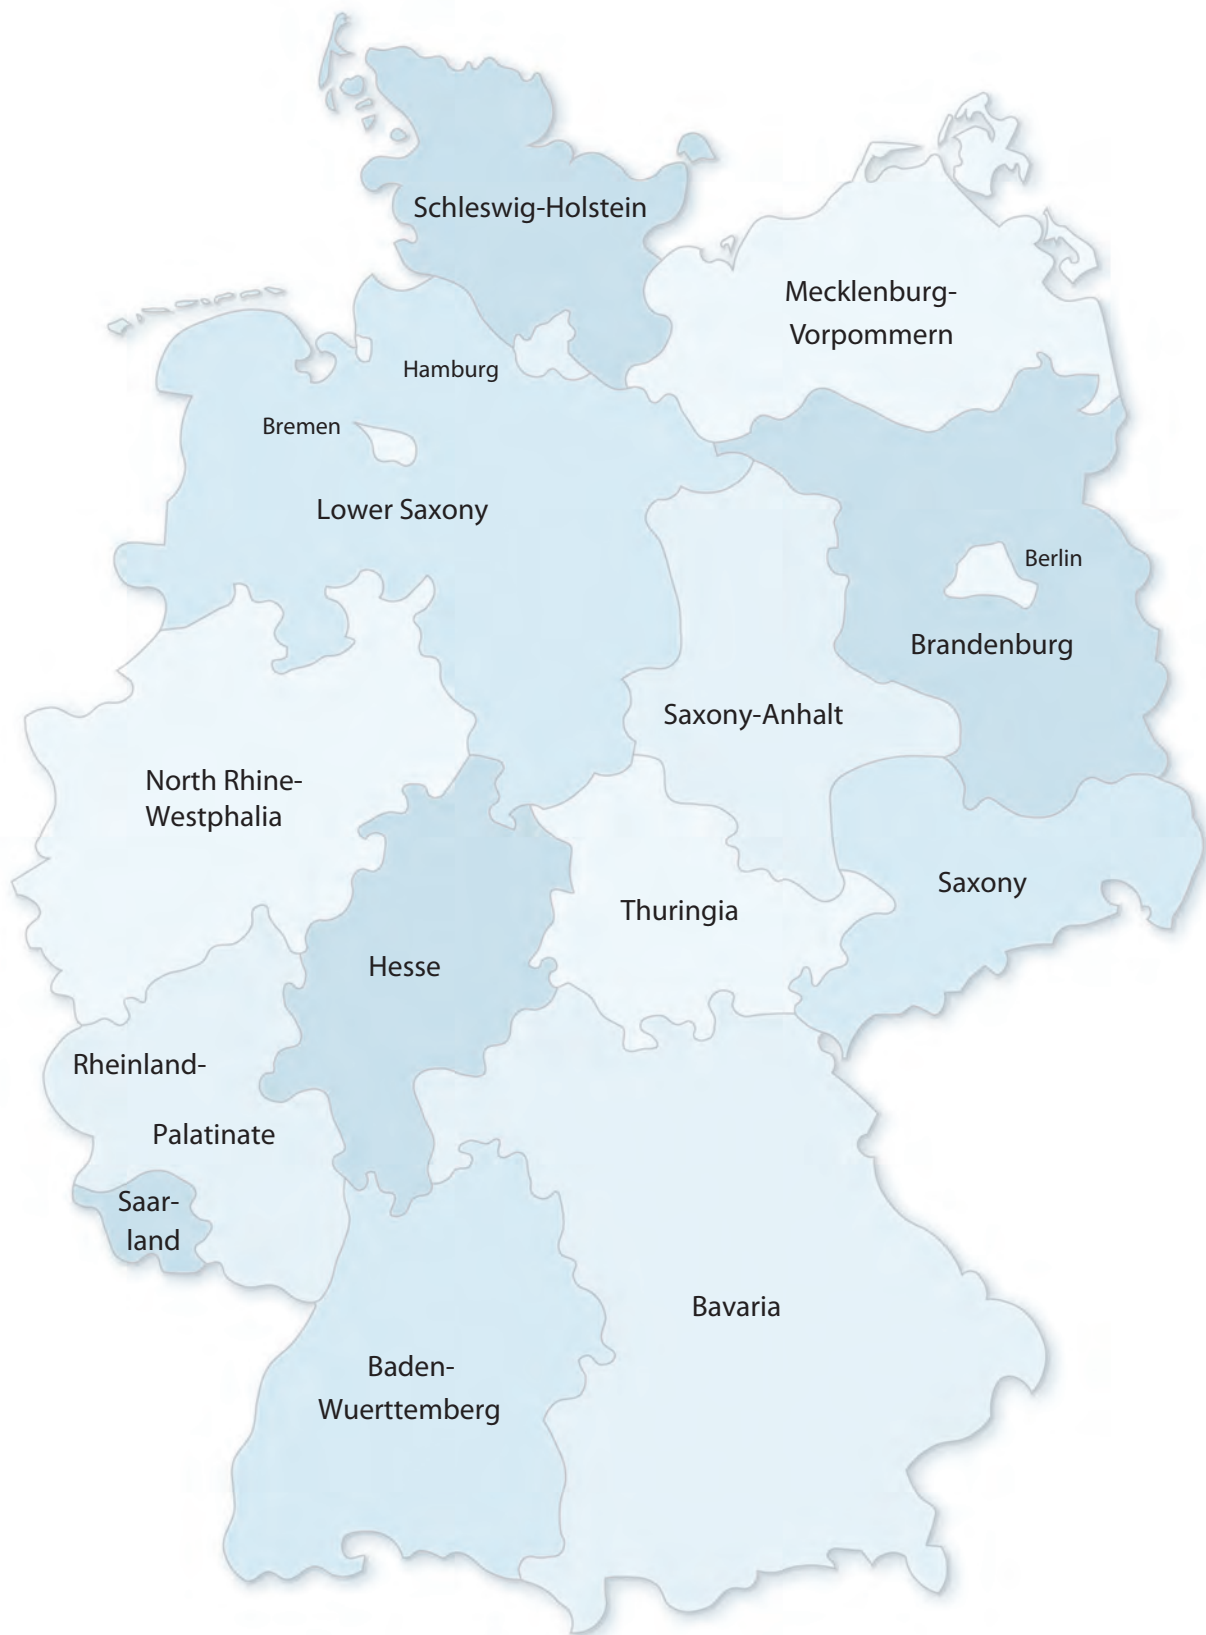 Schleswig-Holstein
Mecklenburg-
Vorpommern
Hamburg
Bremen
Lower Saxony
Berlin
Brandenburg
Saxony-Anhalt
North Rhine-
Westphalia
Saxony
Thuringia
Hesse
Rheinland-
Palatinate
Saar-
land
Bavaria
Baden-
Wuerttemberg